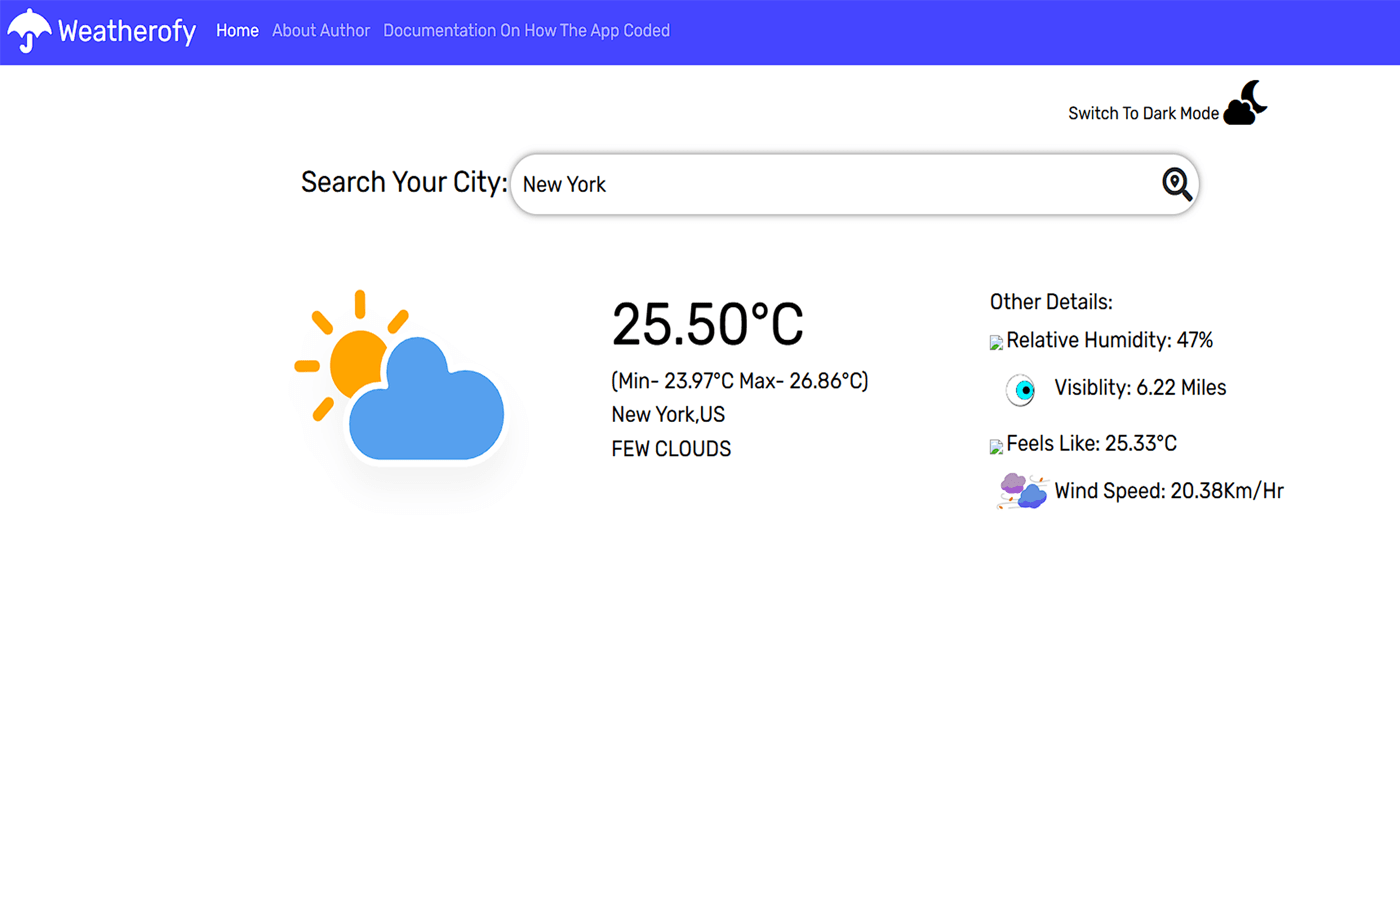 Weatherofy Home About Author Documentation On How The App Coded
Switch To Dark Mode
Search Your City: New York
25.50°C
(Min- 23.97°C Max- 26.86°C)
New York,US
FEW CLOUDS
Other Details:
Relative Humidity: 47%
Visiblity: 6.22 Miles
Feels Like: 25.33°C
Wind Speed: 20.38Km/Hr